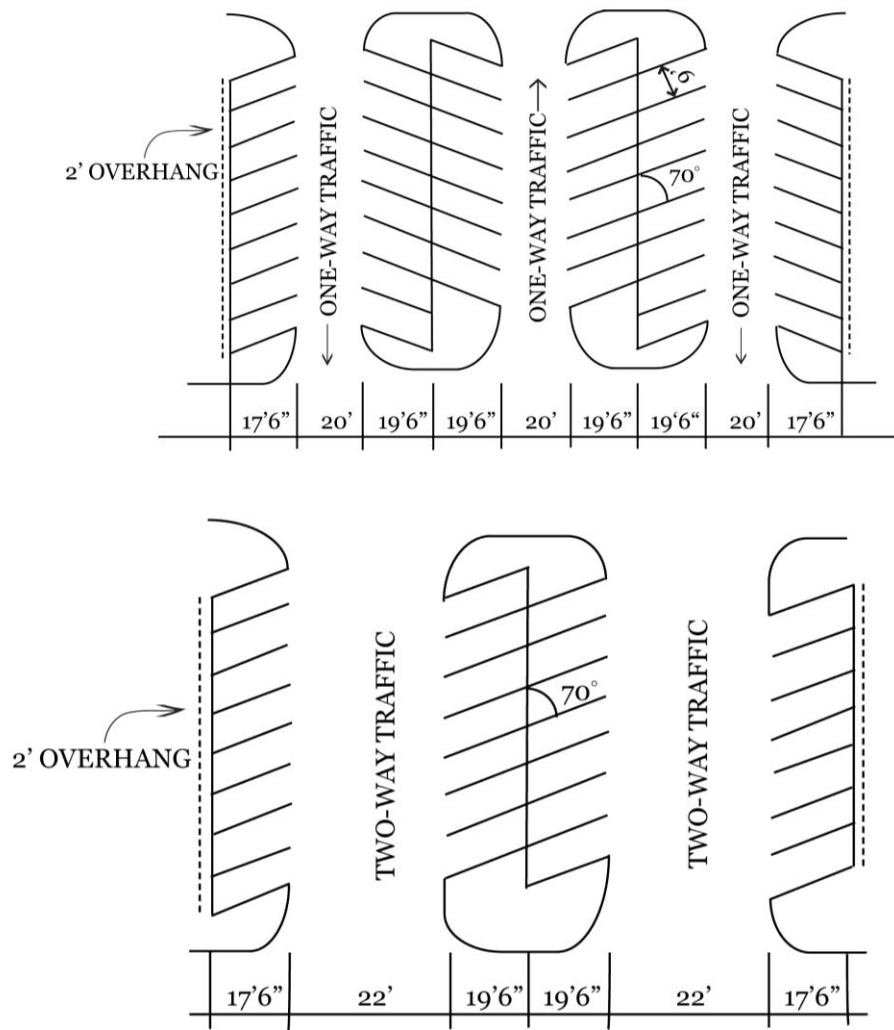 2' OVERHANG
ONE-WAY TRAFFIC
ONE-WAY TRAFFIC
9'
70°
ONE-WAY TRAFFIC
17'6”
20'
19'6”
19'6”
20'
19'6”
19'6“
20'
17'6”
2' OVERHANG
TWO-WAY TRAFFIC
70°
TWO-WAY TRAFFIC
17'6”
22'
19'6”
19'6”
22'
17'6”